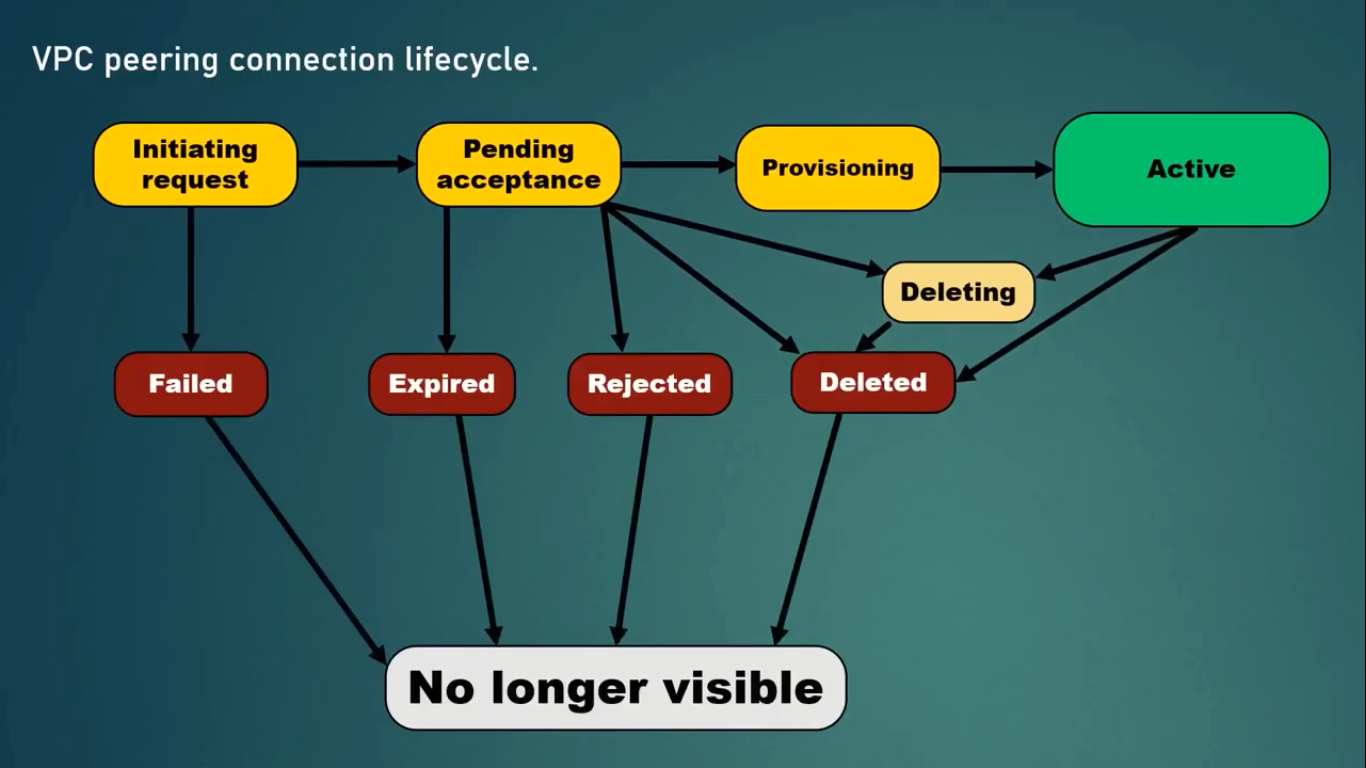 VPC peering connection lifecycle.
Initiating
request
Pending
acceptance
Provisioning
Active
Deleting
Failed
Expired
Rejected
Deleted
No longer visible